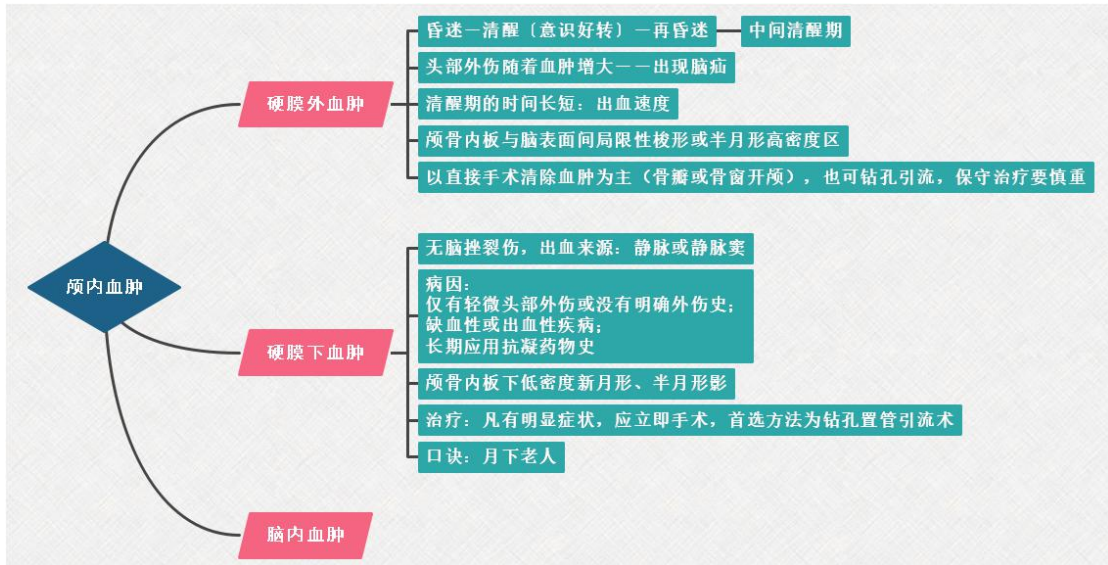 颅内血肿
硬膜外血肿
昏迷－清醒〔意识好转〕－再昏迷
中间清醒期
头部外伤随着血肿增大－－出现脑疝
清醒期的时间长短：出血速度
颅骨内板与脑表面间局限性梭形或半月形高密度区
以直接手术清除血肿为主（骨瓣或骨窗开颅），也可钻孔引流，保守治疗要慎重
硬膜下血肿
无脑挫裂伤，出血来源：静脉或静脉窦
病因：
仅有轻微头部外伤或没有明确外伤史；
缺血性或出血性疾病；
长期应用抗凝药物史
颅骨内板下低密度新月形、半月形影
治疗：凡有明显症状，应立即手术，首选方法为钻孔置管引流术
口诀：月下老人
脑内血肿